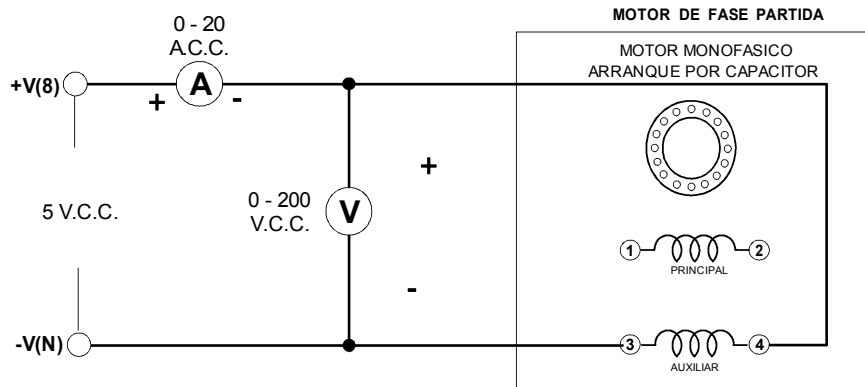 MOTOR DE FASE PARTIDA
0 - 20
A.C.C.
MOTOR MONOFASICO
ARRANQUE POR CAPACITOR
+V(8)
A
+ -
+
5 V.C.C.
0 - 200
V.C.C.
V
1 2
PRINCIPAL
-
-V(N)
3 4
AUXILIAR